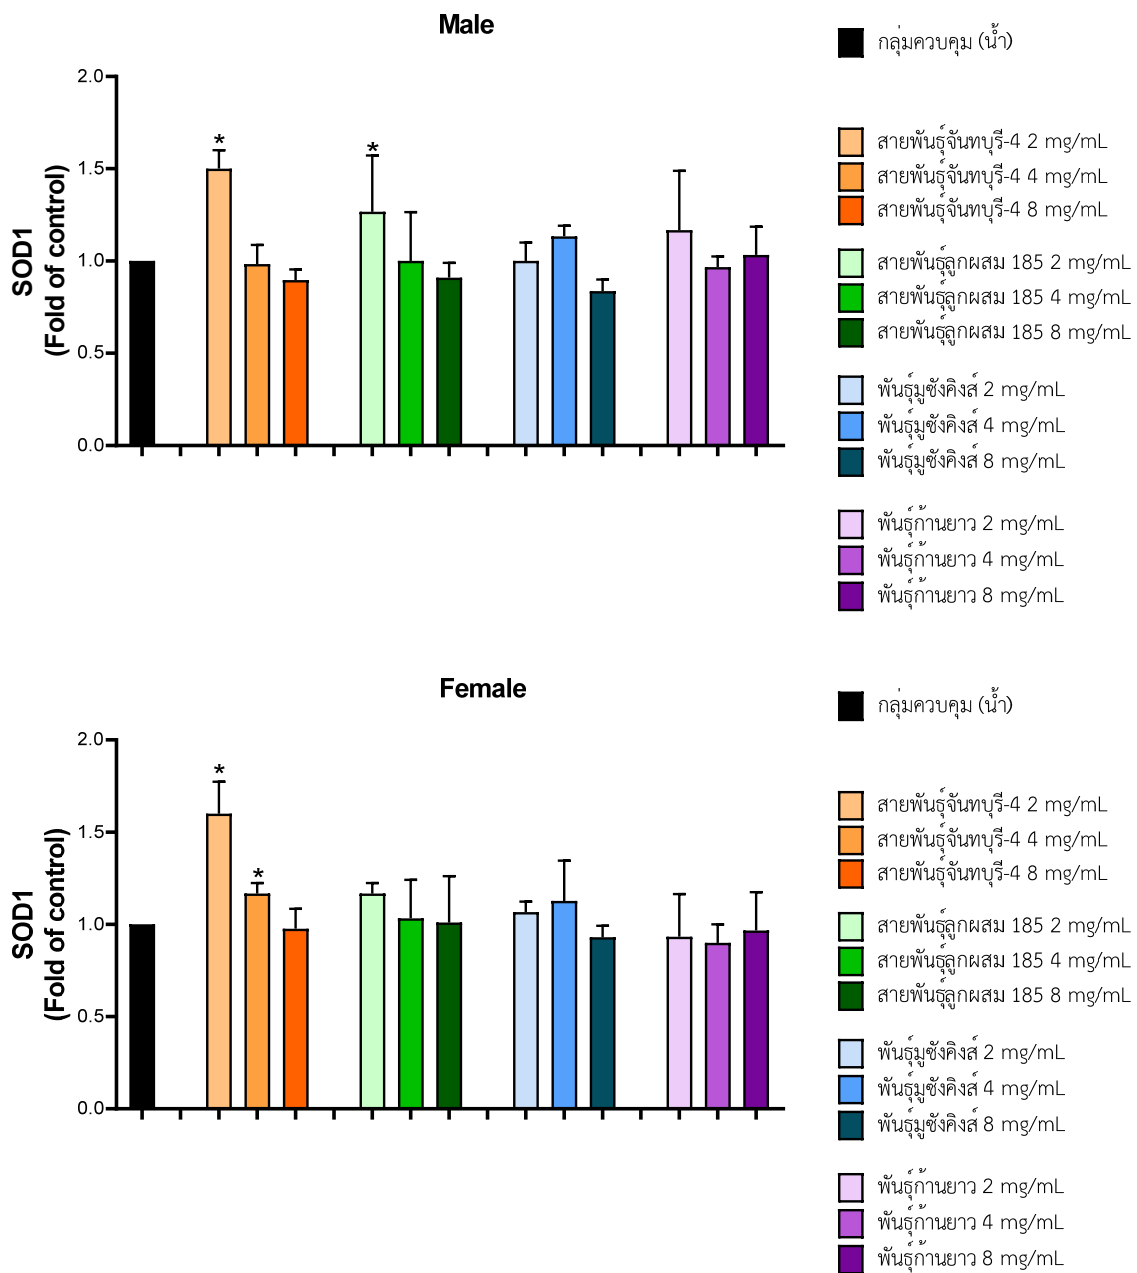 Male
กลุ่มควบคุม (น้ำ)
2.0
1.5
1.0
0.5
0.0
SOD1
(Fold of control)
*
*
สายพันธุ์จันทบุรี-4 2 mg/mL
สายพันธุ์จันทบุรี-4 4 mg/mL
สายพันธุ์จันทบุรี-4 8 mg/mL
สายพันธุ์ลูกผสม 185 2 mg/mL
สายพันธุ์ลูกผสม 185 4 mg/mL
สายพันธุ์ลูกผสม 185 8 mg/mL
พันธุ์มูซังคิงส์ 2 mg/mL
พันธุ์มูซังคิงส์ 4 mg/mL
พันธุ์มูซังคิงส์ 8 mg/mL
พันธุ์ก้านยาว 2 mg/mL
พันธุ์ก้านยาว 4 mg/mL
พันธุ์ก้านยาว 8 mg/mL
Female
กลุ่มควบคุม (น้ำ)
2.0
1.5
1.0
0.5
0.0
SOD1
(Fold of control)
*
*
สายพันธุ์จันทบุรี-4 2 mg/mL
สายพันธุ์จันทบุรี-4 4 mg/mL
สายพันธุ์จันทบุรี-4 8 mg/mL
สายพันธุ์ลูกผสม 185 2 mg/mL
สายพันธุ์ลูกผสม 185 4 mg/mL
สายพันธุ์ลูกผสม 185 8 mg/mL
พันธุ์มูซังคิงส์ 2 mg/mL
พันธุ์มูซังคิงส์ 4 mg/mL
พันธุ์มูซังคิงส์ 8 mg/mL
พันธุ์ก้านยาว 2 mg/mL
พันธุ์ก้านยาว 4 mg/mL
พันธุ์ก้านยาว 8 mg/mL